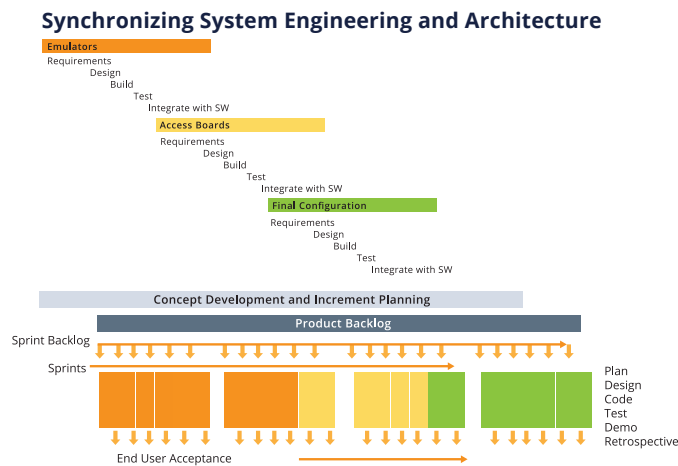 Synchronizing System Engineering and Architecture
Emulators
Requirements
Design
Build
Test
Integrate with SW
Access Boards
Requirements
Design
Build
Test
Integrate with SW
Final Configuration
Requirements
Design
Build
Test
Integrate with SW
Concept Development and Increment Planning
Product Backlog
Sprint Backlog
Sprints
Plan
Design
Code
Test
Demo
Retrospective
End User Acceptance